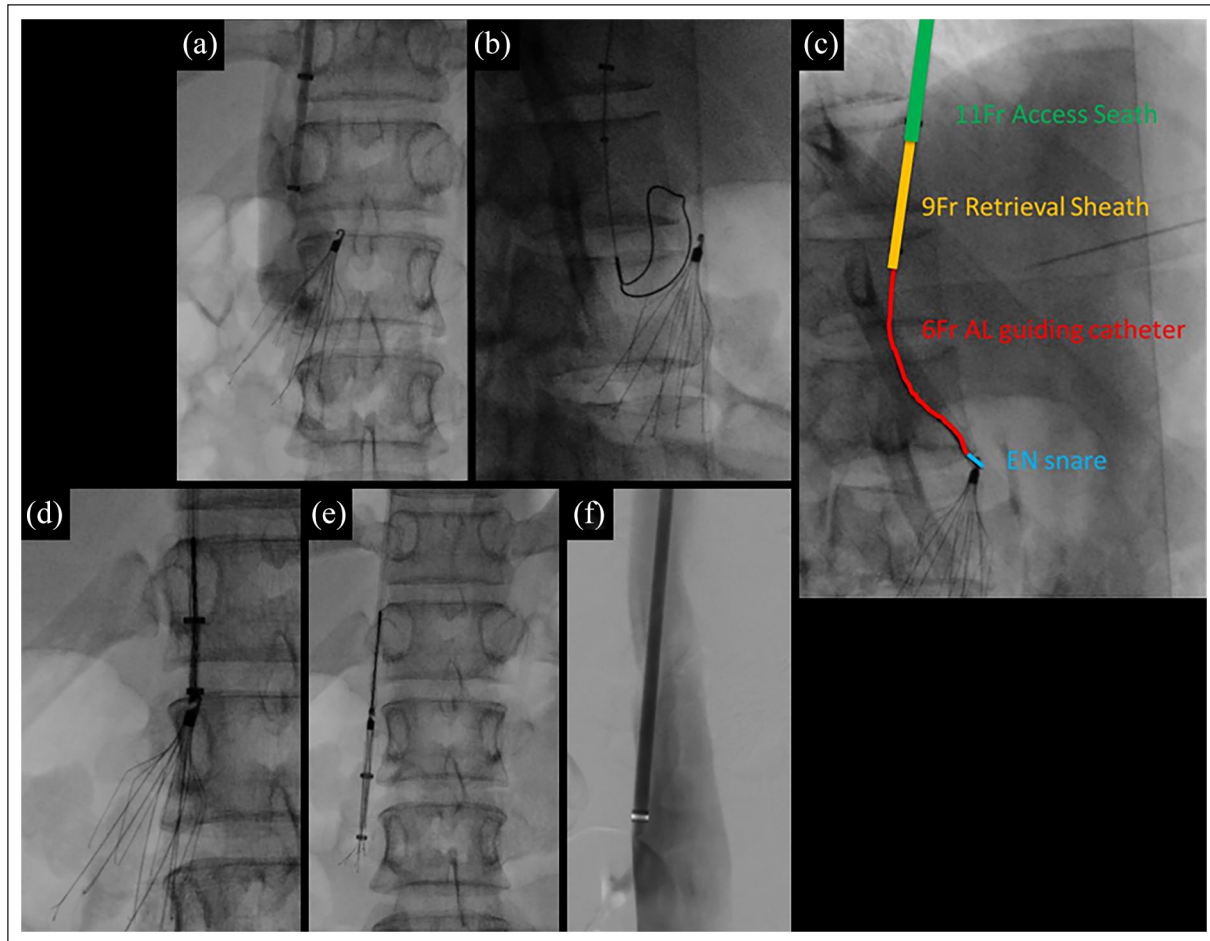 (a)
(b)
(c)
11Fr Access Seath
9Fr Retrieval Sheath
6Fr AL guiding catheter
EN snare
(d)
(e)
(f)